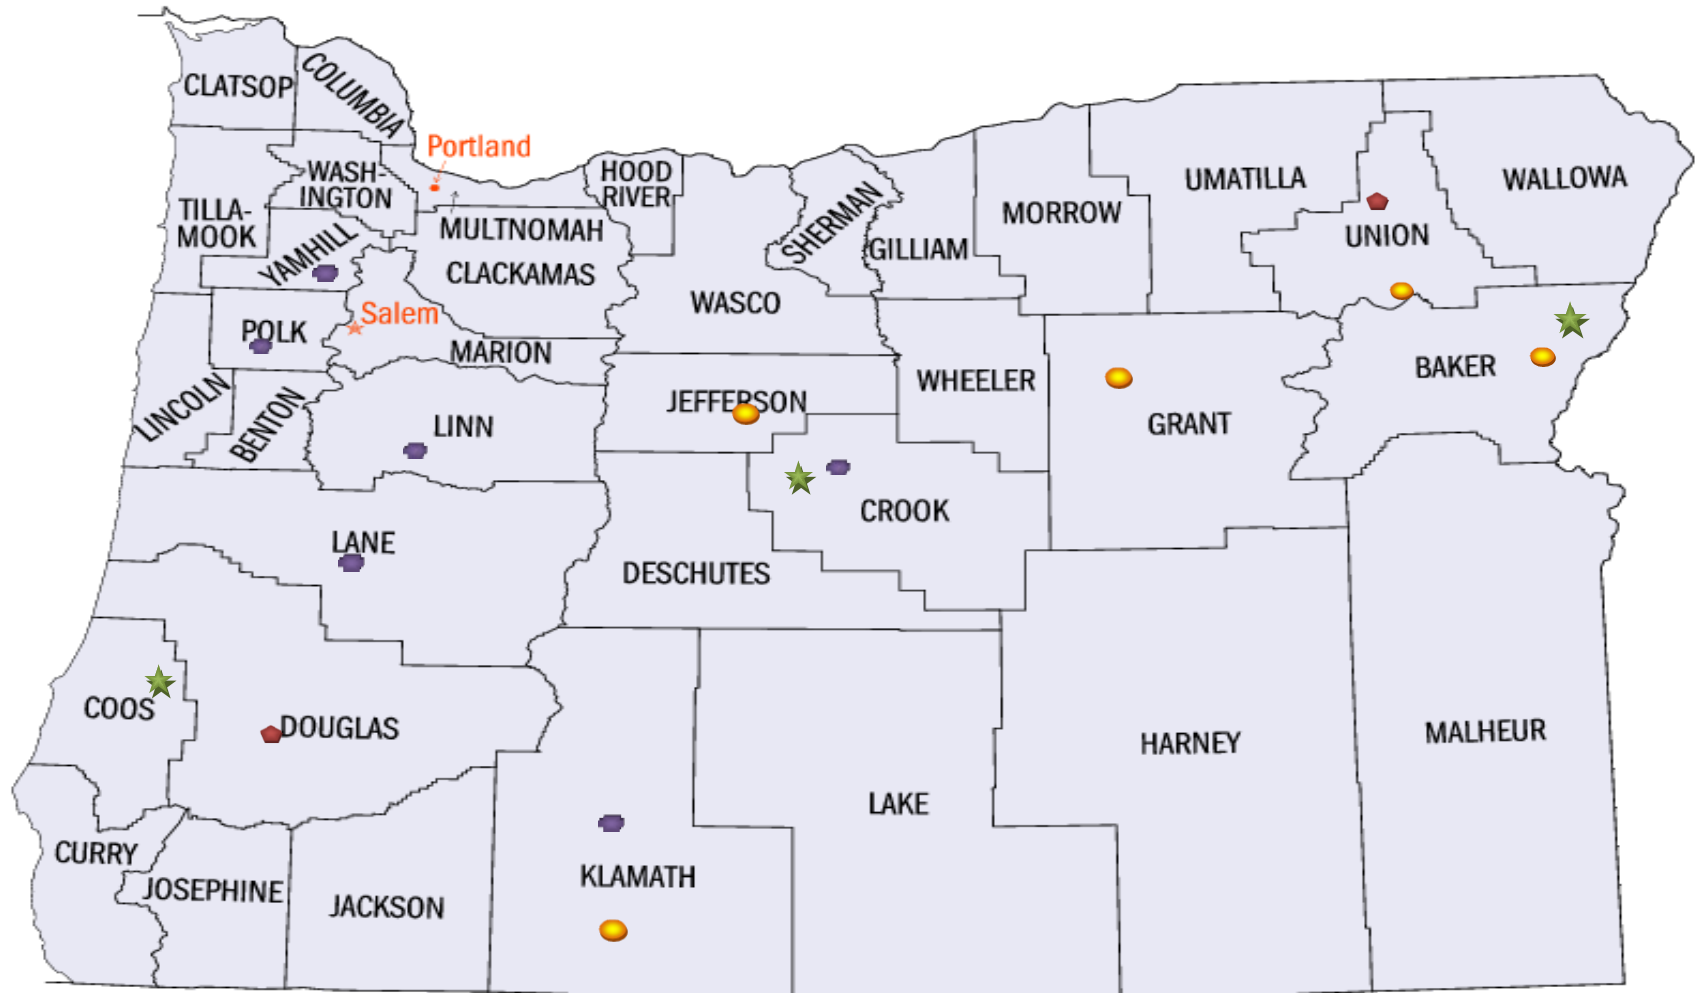 CLATSOP
COLUMBIA
Portland
WASH-
INGTON
HOOD
RIVER
TILLA-
MOOK
YAMHILL
MULTNOMAH
CLACKAMAS
SHERMAN
GILLIAM
MORROW
UMATILLA
UNION
WALLOWA
WASCO
Salem
POLK
MARION
LINCOLN
BENTON
LINN
JEFFERSON
WHEELER
GRANT
BAKER
LANE
DESCHUTES
CROOK
COOS
DOUGLAS
HARNEY
MALHEUR
LAKE
CURRY
JOSEPHINE
JACKSON
KLAMATH